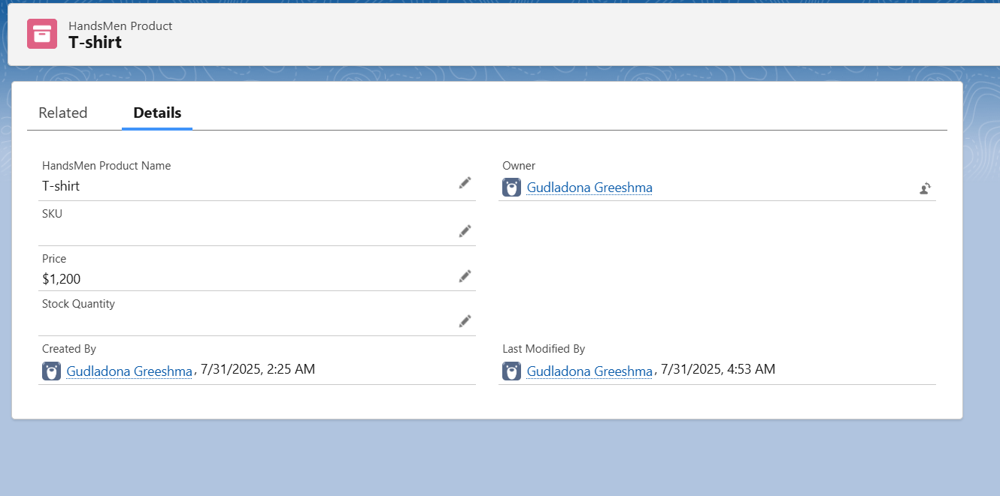 HandsMen Product
T-shirt
Related
Details
HandsMen Product Name
T-shirt
Owner
Gudladona Greeshma
SKU
Price
$1,200
Stock Quantity
Created By
Gudladona Greeshma, 7/31/2025, 2:25 AM
Last Modified By
Gudladona Greeshma, 7/31/2025, 4:53 AM